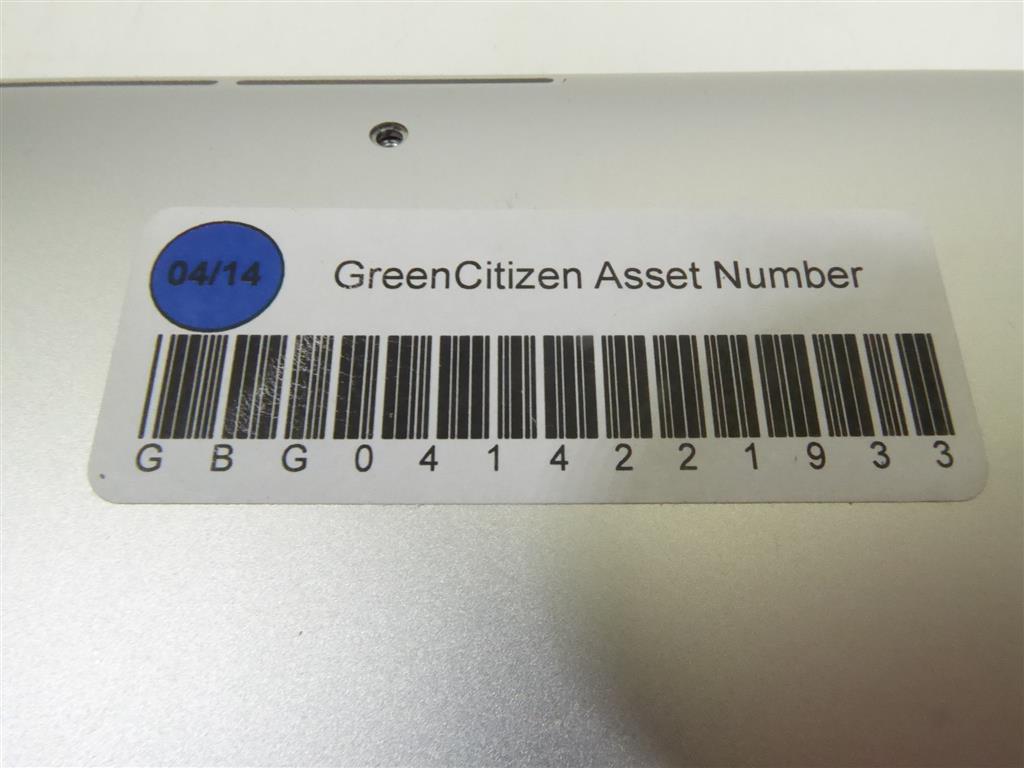 04/14
GreenCitizen Asset Number
G B G 0 4 1 4 2 2 1 9 3 3